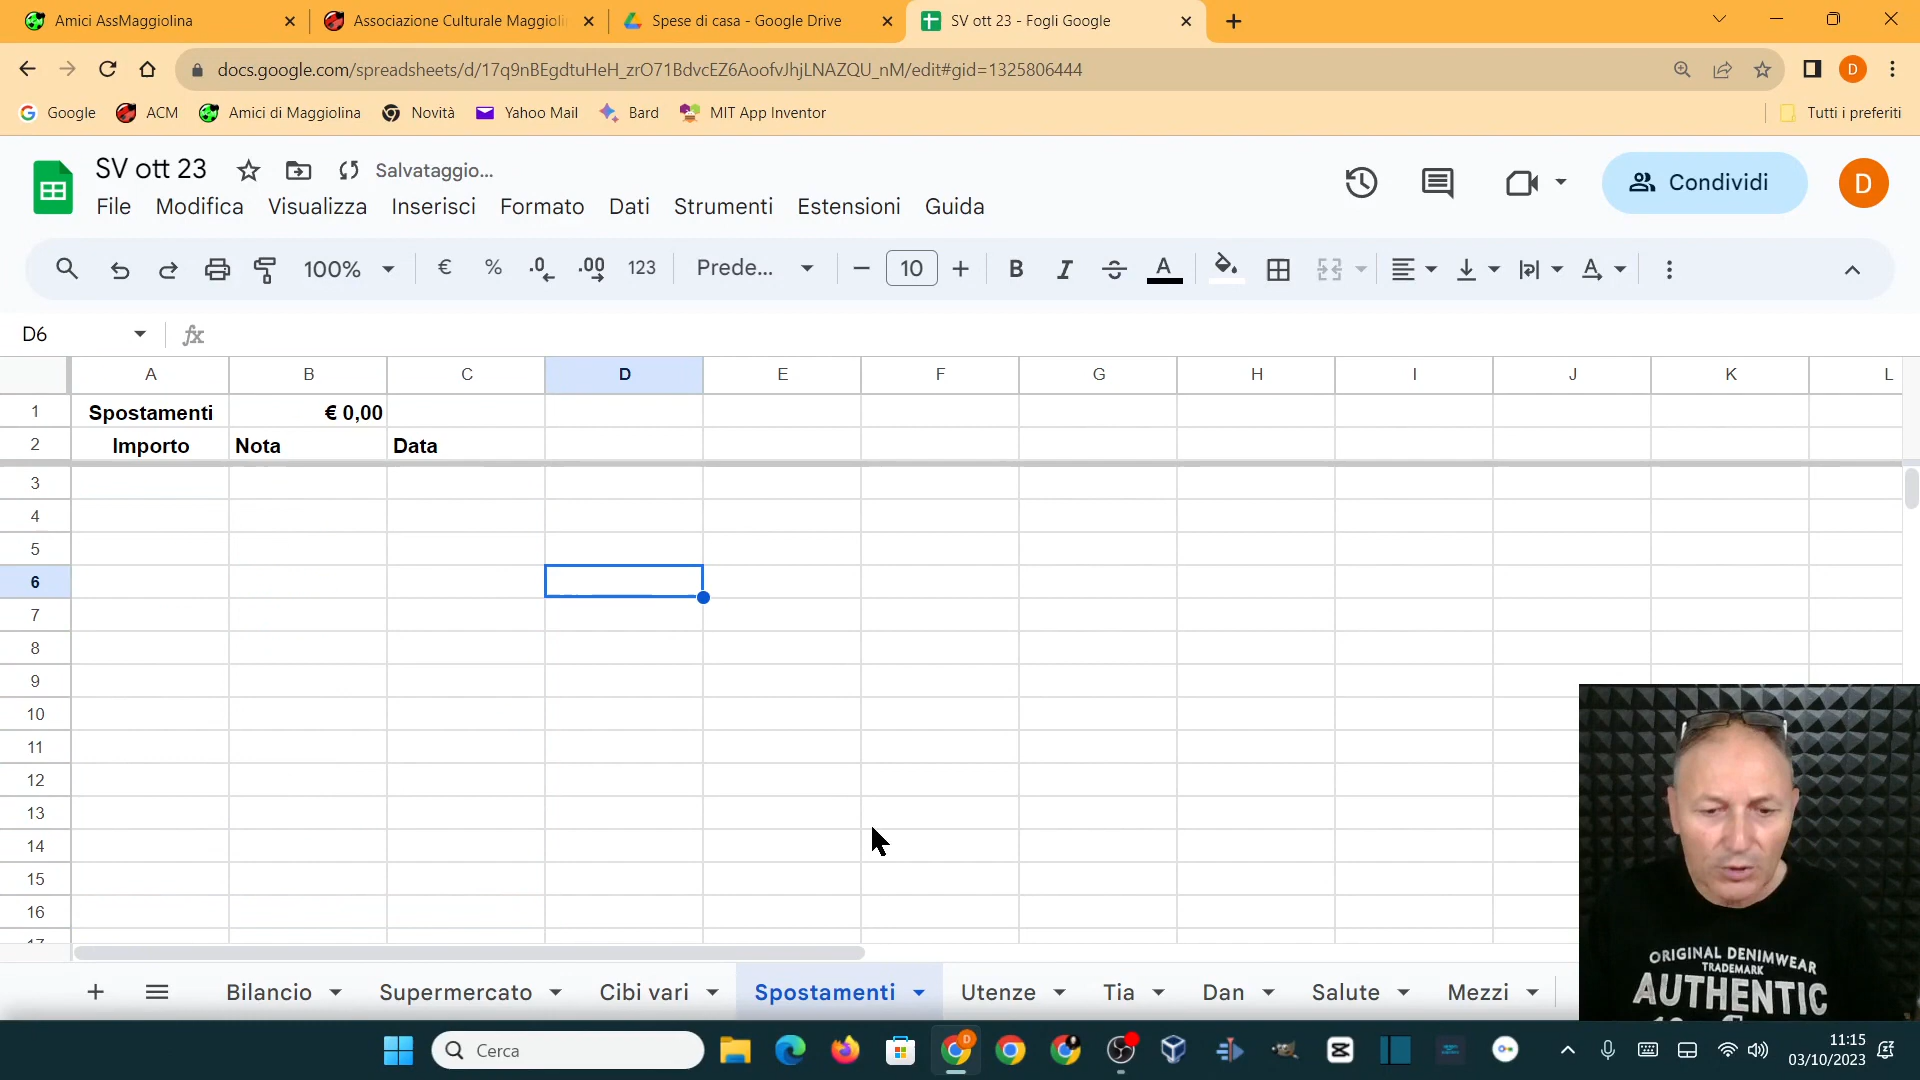 Amici AssMaggiolina
Associazione Culturale Maggiolin
Spese di casa - Google Drive
SV ott 23 - Fogli Google
docs.google.com/spreadsheets/d/17q9nBEgdtuHeH_zrO71BdvcEZ6AoofvJhjLNAZQU_nM/edit#gid=1325806444
D
Google
ACM
Amici di Maggiolina
Novità
Yahoo Mail
Bard
MIT App Inventor
Tutti i preferiti
SV ott 23
Salvataggio...
Condividi
D
File Modifica Visualizza Inserisci Formato Dati Strumenti Estensioni Guida
100% € % .0 .00 123 Prede... 10 B I S A A
D6 fx
A B C D E F G H I J K L
1 Spostamenti € 0,00
2 Importo Nota Data
3
4
5
6
7
8
9
10
11
12
13
14
15
16
17
Bilancio Supermercato Cibi vari Spostamenti Utenze Tia Dan Salute Mezzi
ORIGINAL DENIMWEAR
TRADEMARK
AUTHENTIC
Cerca
D
11:15
03/10/2023